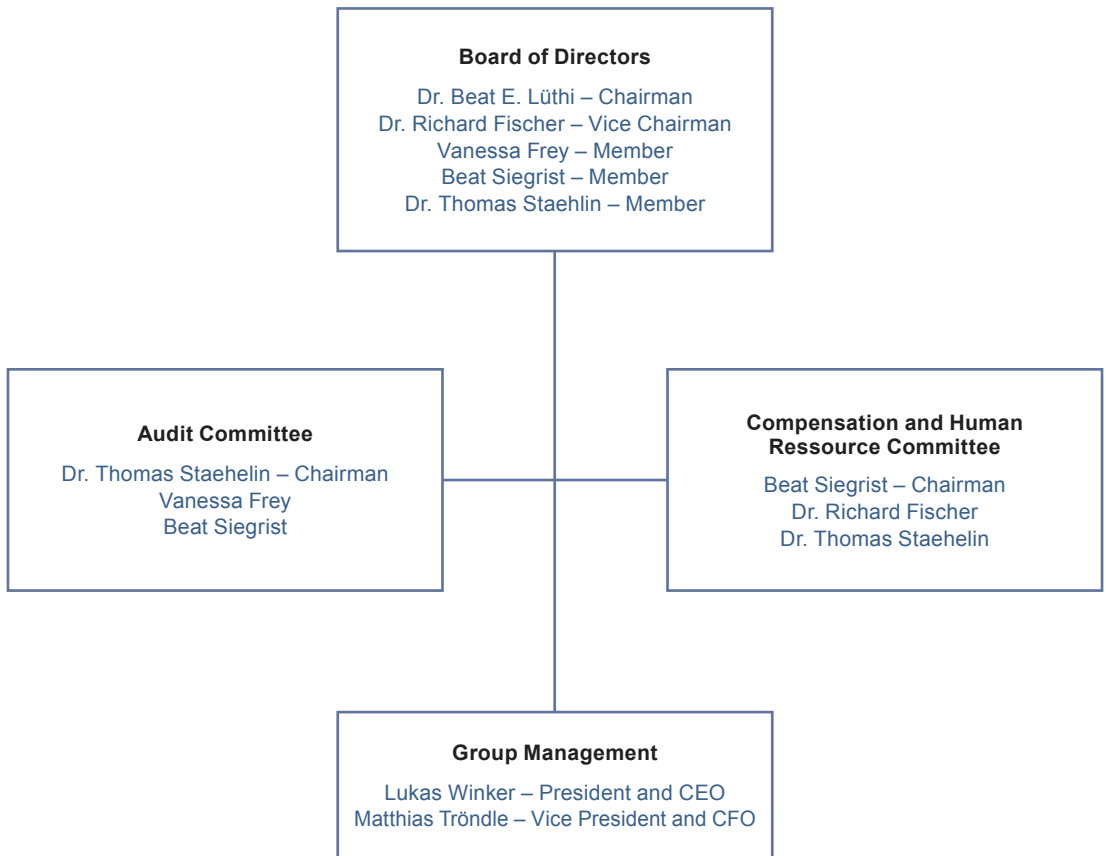 Board of Directors
Dr. Beat E. Lüthi – Chairman
Dr. Richard Fischer – Vice Chairman
Vanessa Frey – Member
Beat Siegrist – Member
Dr. Thomas Staehlin – Member
Audit Committee
Dr. Thomas Staehelin – Chairman
Vanessa Frey
Beat Siegrist
Compensation and Human
Ressource Committee
Beat Siegrist – Chairman
Dr. Richard Fischer
Dr. Thomas Staehelin
Group Management
Lukas Winker – President and CEO
Matthias Tröndle – Vice President and CFO